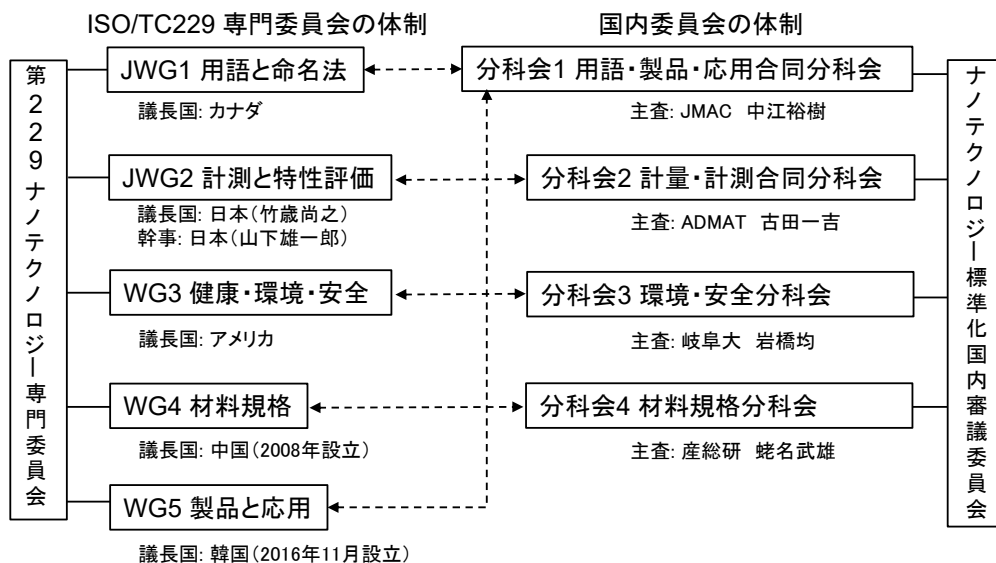 ISO/TC229 専門委員会の体制
国内委員会の体制
第229ナノテクノロジー専門委員会
JWG1 用語と命名法
議長国: カナダ
JWG2 計測と特性評価
議長国: 日本(竹歳尚之)
幹事: 日本(山下雄一郎)
WG3 健康・環境・安全
議長国: アメリカ
WG4 材料規格
議長国: 中国(2008年設立)
WG5 製品と応用
議長国: 韓国(2016年11月設立)
分科会1 用語・製品・応用合同分科会
主査: JMAC 中江裕樹
分科会2 計量・計測合同分科会
主査: ADMAT 古田一吉
分科会3 環境・安全分科会
主査: 岐阜大 岩橋均
分科会4 材料規格分科会
主査: 産総研 蛯名武雄
ナノテクノロジー標準化国内審議委員会